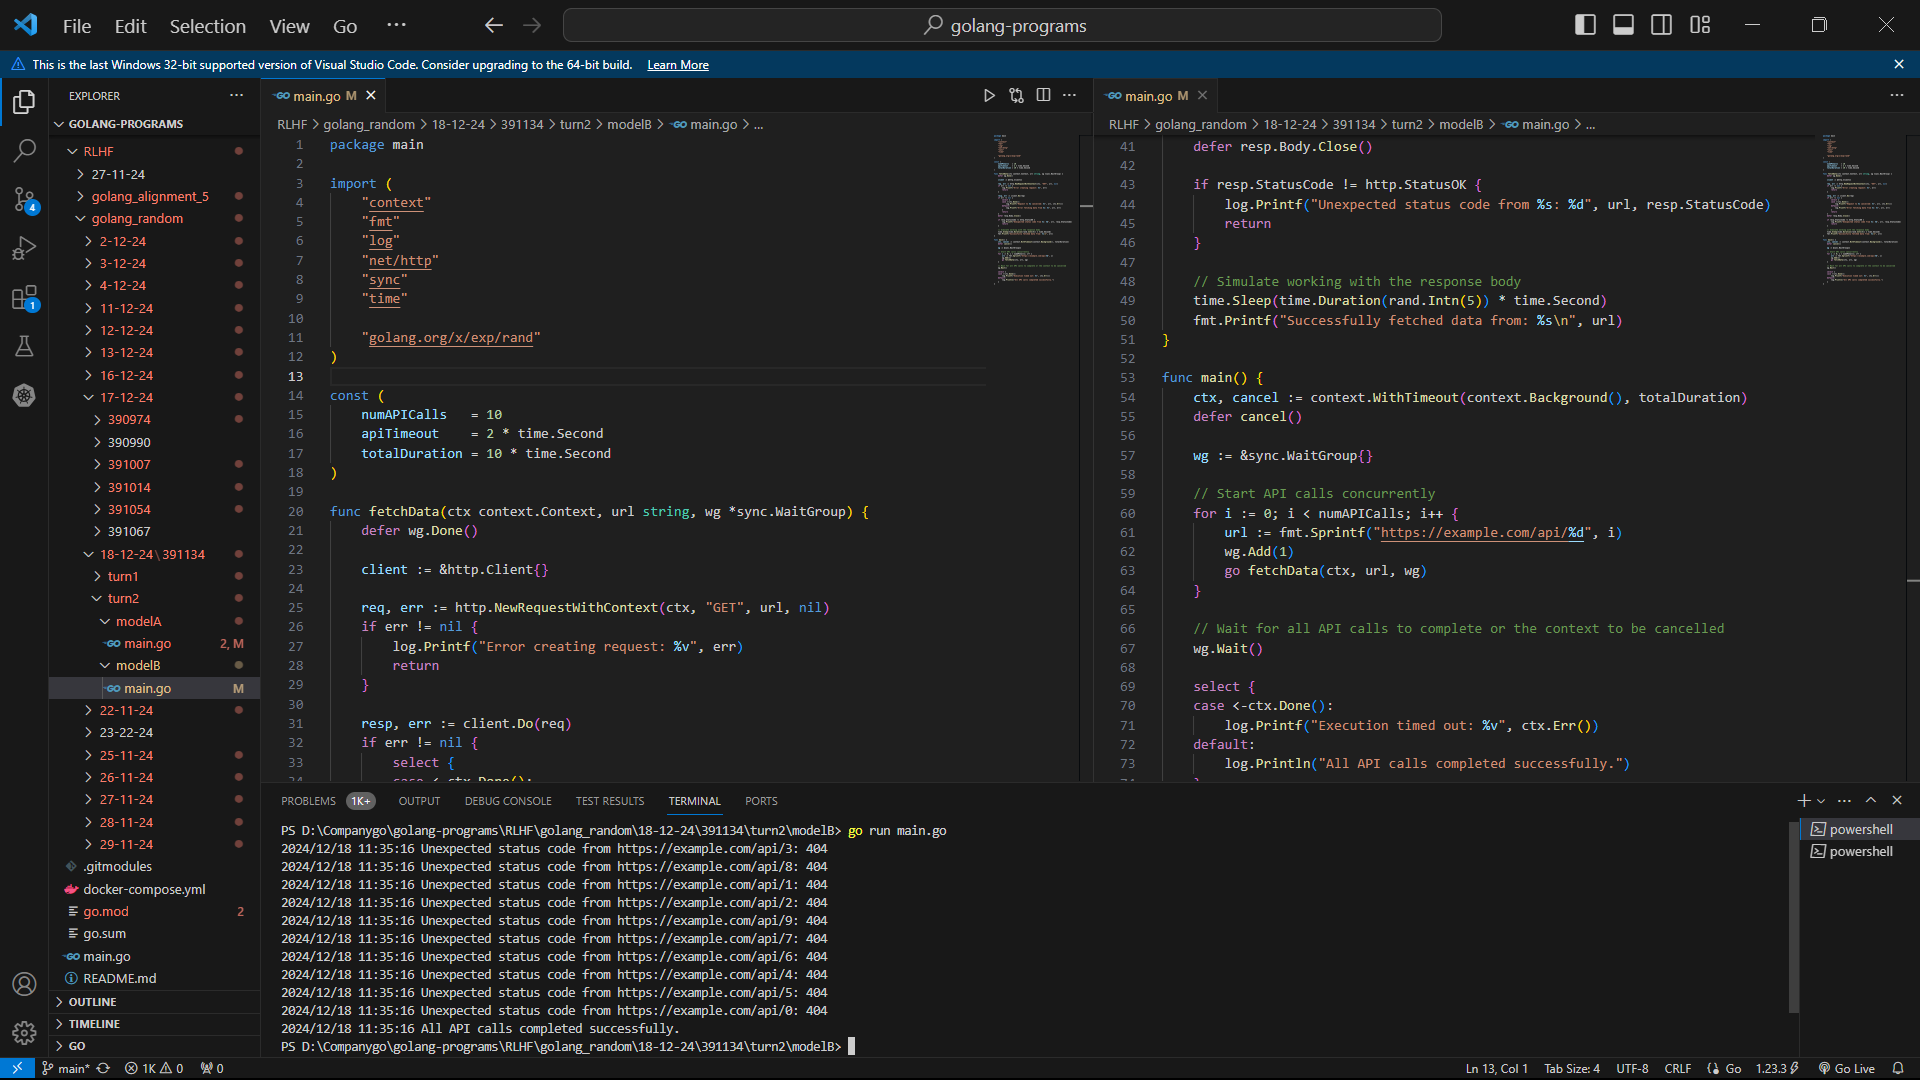 File Edit Selection View Go ··· golang-programs
This is the last Windows 32-bit supported version of Visual Studio Code. Consider upgrading to the 64-bit build. Learn More
EXPLORER
GOLANG-PROGRAMS
RLHF
27-11-24
golang_alignment_5
golang_random
2-12-24
3-12-24
4-12-24
11-12-24
12-12-24
13-12-24
16-12-24
17-12-24
390974
390990
391007
391014
391054
391067
18-12-24\391134
turn1
turn2
modelA
main.go 2, M
modelB
main.go M
22-11-24
23-22-24
25-11-24
26-11-24
27-11-24
28-11-24
29-11-24
.gitmodules
docker-compose.yml
go.mod 2
go.sum
main.go
README.md
OUTLINE
TIMELINE
GO
4
1
main.go M
RLHF > golang_random > 18-12-24 > 391134 > turn2 > modelB > main.go > ...
1 package main
2
3 import (
4 "context"
5 "fmt"
6 "log"
7 "net/http"
8 "sync"
9 "time"
10
11 "golang.org/x/exp/rand"
12 )
13
14 const (
15 numAPICalls = 10
16 apiTimeout = 2 * time.Second
17 totalDuration = 10 * time.Second
18 )
19
20 func fetchData(ctx context.Context, url string, wg *sync.WaitGroup) {
21 defer wg.Done()
22
23 client := &http.Client{}
24
25 req, err := http.NewRequestWithContext(ctx, "GET", url, nil)
26 if err != nil {
27 log.Printf("Error creating request: %v", err)
28 return
29 }
30
31 resp, err := client.Do(req)
32 if err != nil {
33 select {
34 case <-ctx.Done():
main.go M
RLHF > golang_random > 18-12-24 > 391134 > turn2 > modelB > main.go > ...
41 defer resp.Body.Close()
42
43 if resp.StatusCode != http.StatusOK {
44 log.Printf("Unexpected status code from %s: %d", url, resp.StatusCode)
45 return
46 }
47
48 // Simulate working with the response body
49 time.Sleep(time.Duration(rand.Intn(5)) * time.Second)
50 fmt.Printf("Successfully fetched data from: %s\n", url)
51 }
52
53 func main() {
54 ctx, cancel := context.WithTimeout(context.Background(), totalDuration)
55 defer cancel()
56
57 wg := &sync.WaitGroup{}
58
59 // Start API calls concurrently
60 for i := 0; i < numAPICalls; i++ {
61 url := fmt.Sprintf("https://example.com/api/%d", i)
62 wg.Add(1)
63 go fetchData(ctx, url, wg)
64 }
65
66 // Wait for all API calls to complete or the context to be cancelled
67 wg.Wait()
68
69 select {
70 case <-ctx.Done():
71 log.Printf("Execution timed out: %v", ctx.Err())
72 default:
73 log.Println("All API calls completed successfully.")
PROBLEMS 1K+ OUTPUT DEBUG CONSOLE TEST RESULTS TERMINAL PORTS
PS D:\Companygo\golang-programs\RLHF\golang_random\18-12-24\391134\turn2\modelB> go run main.go
2024/12/18 11:35:16 Unexpected status code from https://example.com/api/3: 404
2024/12/18 11:35:16 Unexpected status code from https://example.com/api/8: 404
2024/12/18 11:35:16 Unexpected status code from https://example.com/api/1: 404
2024/12/18 11:35:16 Unexpected status code from https://example.com/api/2: 404
2024/12/18 11:35:16 Unexpected status code from https://example.com/api/9: 404
2024/12/18 11:35:16 Unexpected status code from https://example.com/api/7: 404
2024/12/18 11:35:16 Unexpected status code from https://example.com/api/6: 404
2024/12/18 11:35:16 Unexpected status code from https://example.com/api/4: 404
2024/12/18 11:35:16 Unexpected status code from https://example.com/api/5: 404
2024/12/18 11:35:16 Unexpected status code from https://example.com/api/0: 404
2024/12/18 11:35:16 All API calls completed successfully.
PS D:\Companygo\golang-programs\RLHF\golang_random\18-12-24\391134\turn2\modelB>
powershell
powershell
main* 1K 0 0 Ln 13, Col 1 Tab Size: 4 UTF-8 CRLF Go 1.23.3 Go Live